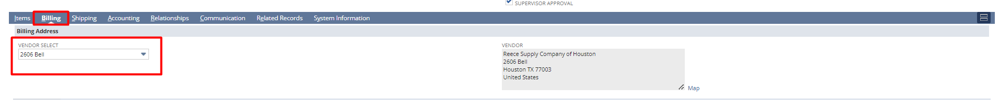 SUPERVISOR APPROVAL
Items Billing Shipping Accounting Relationships Communication Related Records System Information
Billing Address
VENDOR SELECT
2606 Bell
VENDOR
Reece Supply Company of Houston
2606 Bell
Houston TX 77003
United States
Map